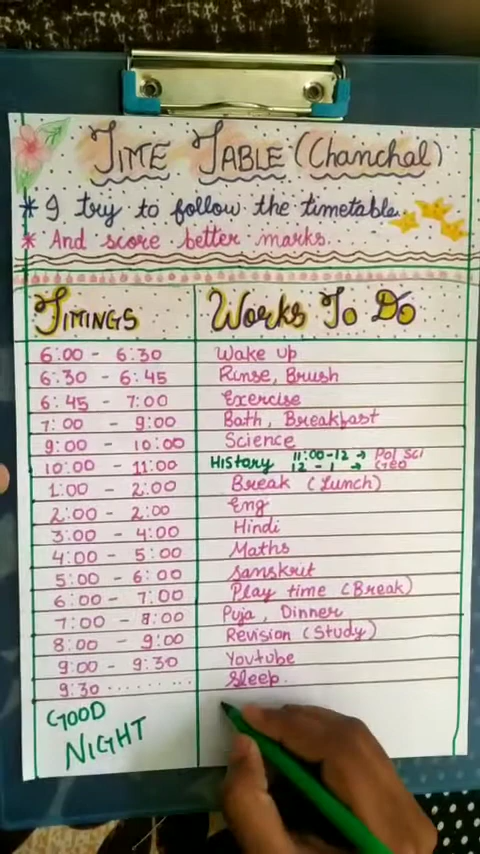 TIME TABLE (Chanchal)
* I try to follow the timetable.
* And score better marks.
TIMINGS Works To Do
6:00 - 6:30 Wake up
6:30 - 6:45 Rinse, Brush
6:45 - 7:00 Exercise
7:00 - 9:00 Bath, Breakfast
9:00 - 10:00 Science
10:00 - 11:00 History 11:00-12 → Pol Sci
12 - 1 → Geo
1:00 - 2:00 Break (Lunch)
2:00 - 2:00 Eng
3:00 - 4:00 Hindi
4:00 - 5:00 Maths
5:00 - 6:00 Sanskrit
6:00 - 7:00 Play time (Break)
7:00 - 8:00 Puja, Dinner
8:00 - 9:00 Revision (Study)
9:00 - 9:30 Youtube
9:30 .......... Sleep.
GOOD
NIGHT